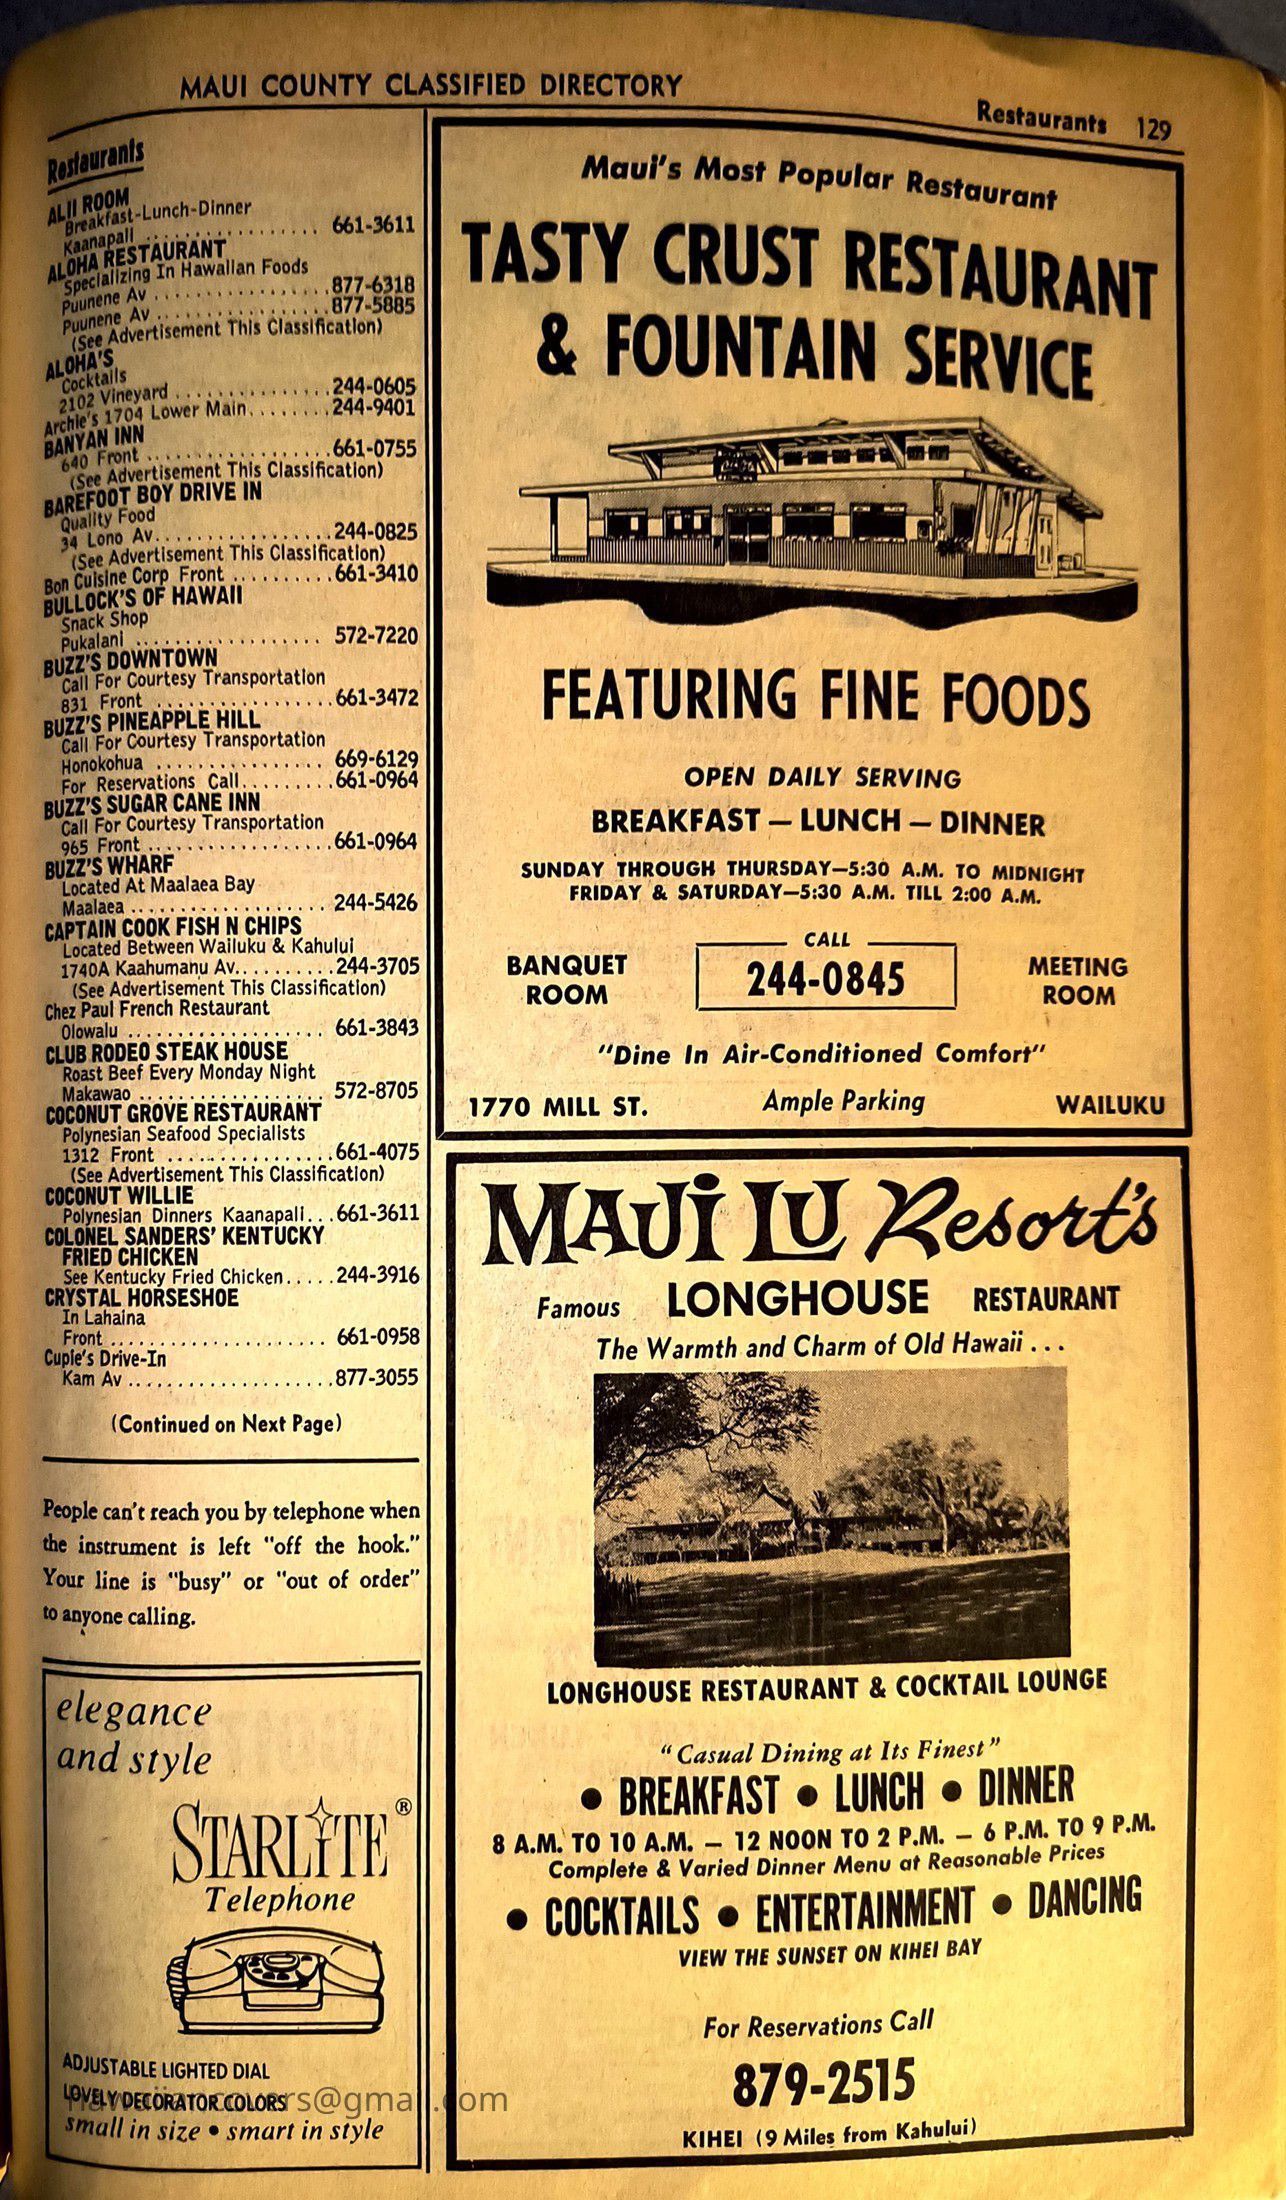 MAUI COUNTY CLASSIFIED DIRECTORY
Restaurants 129
Restaurants
ALII ROOM
Breakfast-Lunch-Dinner
Kaanapali ................. 661-3611
ALOHA RESTAURANT
Specializing In Hawaiian Foods
Puunene Av ................. 877-6318
Puunene Av ................. 877-5885
(See Advertisement This Classification)
ALOHA'S
Cocktails
2102 Vineyard ............... 244-0605
Archie's 1704 Lower Main........ 244-9401
BANYAN INN
640 Front .................. 661-0755
(See Advertisement This Classification)
BAREFOOT BOY DRIVE IN
Quality Food
34 Lono Av.................. 244-0825
(See Advertisement This Classification)
Bon Cuisine Corp Front .......... 661-3410
BULLOCK'S OF HAWAII
Snack Shop
Pukalani .................. 572-7220
BUZZ'S DOWNTOWN
Call For Courtesy Transportation
831 Front ................. 661-3472
BUZZ'S PINEAPPLE HILL
Call For Courtesy Transportation
Honokohua ................ 669-6129
For Reservations Call......... 661-0964
BUZZ'S SUGAR CANE INN
Call For Courtesy Transportation
965 Front .................. 661-0964
BUZZ'S WHARF
Located At Maalaea Bay
Maalaea ................... 244-5426
CAPTAIN COOK FISH N CHIPS
Located Between Wailuku & Kahului
1740A Kaahumanu Av.......... 244-3705
(See Advertisement This Classification)
Chez Paul French Restaurant
Olowalu ................... 661-3843
CLUB RODEO STEAK HOUSE
Roast Beef Every Monday Night
Makawao .................. 572-8705
COCONUT GROVE RESTAURANT
Polynesian Seafood Specialists
1312 Front ................ 661-4075
(See Advertisement This Classification)
COCONUT WILLIE
Polynesian Dinners Kaanapali... 661-3611
COLONEL SANDERS' KENTUCKY
FRIED CHICKEN
See Kentucky Fried Chicken..... 244-3916
CRYSTAL HORSESHOE
In Lahaina
Front ..................... 661-0958
Cupie's Drive-In
Kam Av .................... 877-3055
(Continued on Next Page)
People can't reach you by telephone when
the instrument is left "off the hook."
Your line is "busy" or "out of order"
to anyone calling.
elegance
and style
STARLITE®
Telephone
ADJUSTABLE LIGHTED DIAL
LOVELY DECORATOR COLORS
small in size • smart in style
Maui's Most Popular Restaurant
TASTY CRUST RESTAURANT
& FOUNTAIN SERVICE
FEATURING FINE FOODS
OPEN DAILY SERVING
BREAKFAST — LUNCH — DINNER
SUNDAY THROUGH THURSDAY—5:30 A.M. TO MIDNIGHT
FRIDAY & SATURDAY—5:30 A.M. TILL 2:00 A.M.
BANQUET
ROOM
CALL
244-0845
MEETING
ROOM
"Dine In Air-Conditioned Comfort"
1770 MILL ST. Ample Parking WAILUKU
MAUI LU Resort's
Famous LONGHOUSE RESTAURANT
The Warmth and Charm of Old Hawaii . . .
LONGHOUSE RESTAURANT & COCKTAIL LOUNGE
"Casual Dining at Its Finest"
• BREAKFAST • LUNCH • DINNER
8 A.M. TO 10 A.M. — 12 NOON TO 2 P.M. — 6 P.M. TO 9 P.M.
Complete & Varied Dinner Menu at Reasonable Prices
• COCKTAILS • ENTERTAINMENT • DANCING
VIEW THE SUNSET ON KIHEI BAY
For Reservations Call
879-2515
KIHEI (9 Miles from Kahului)